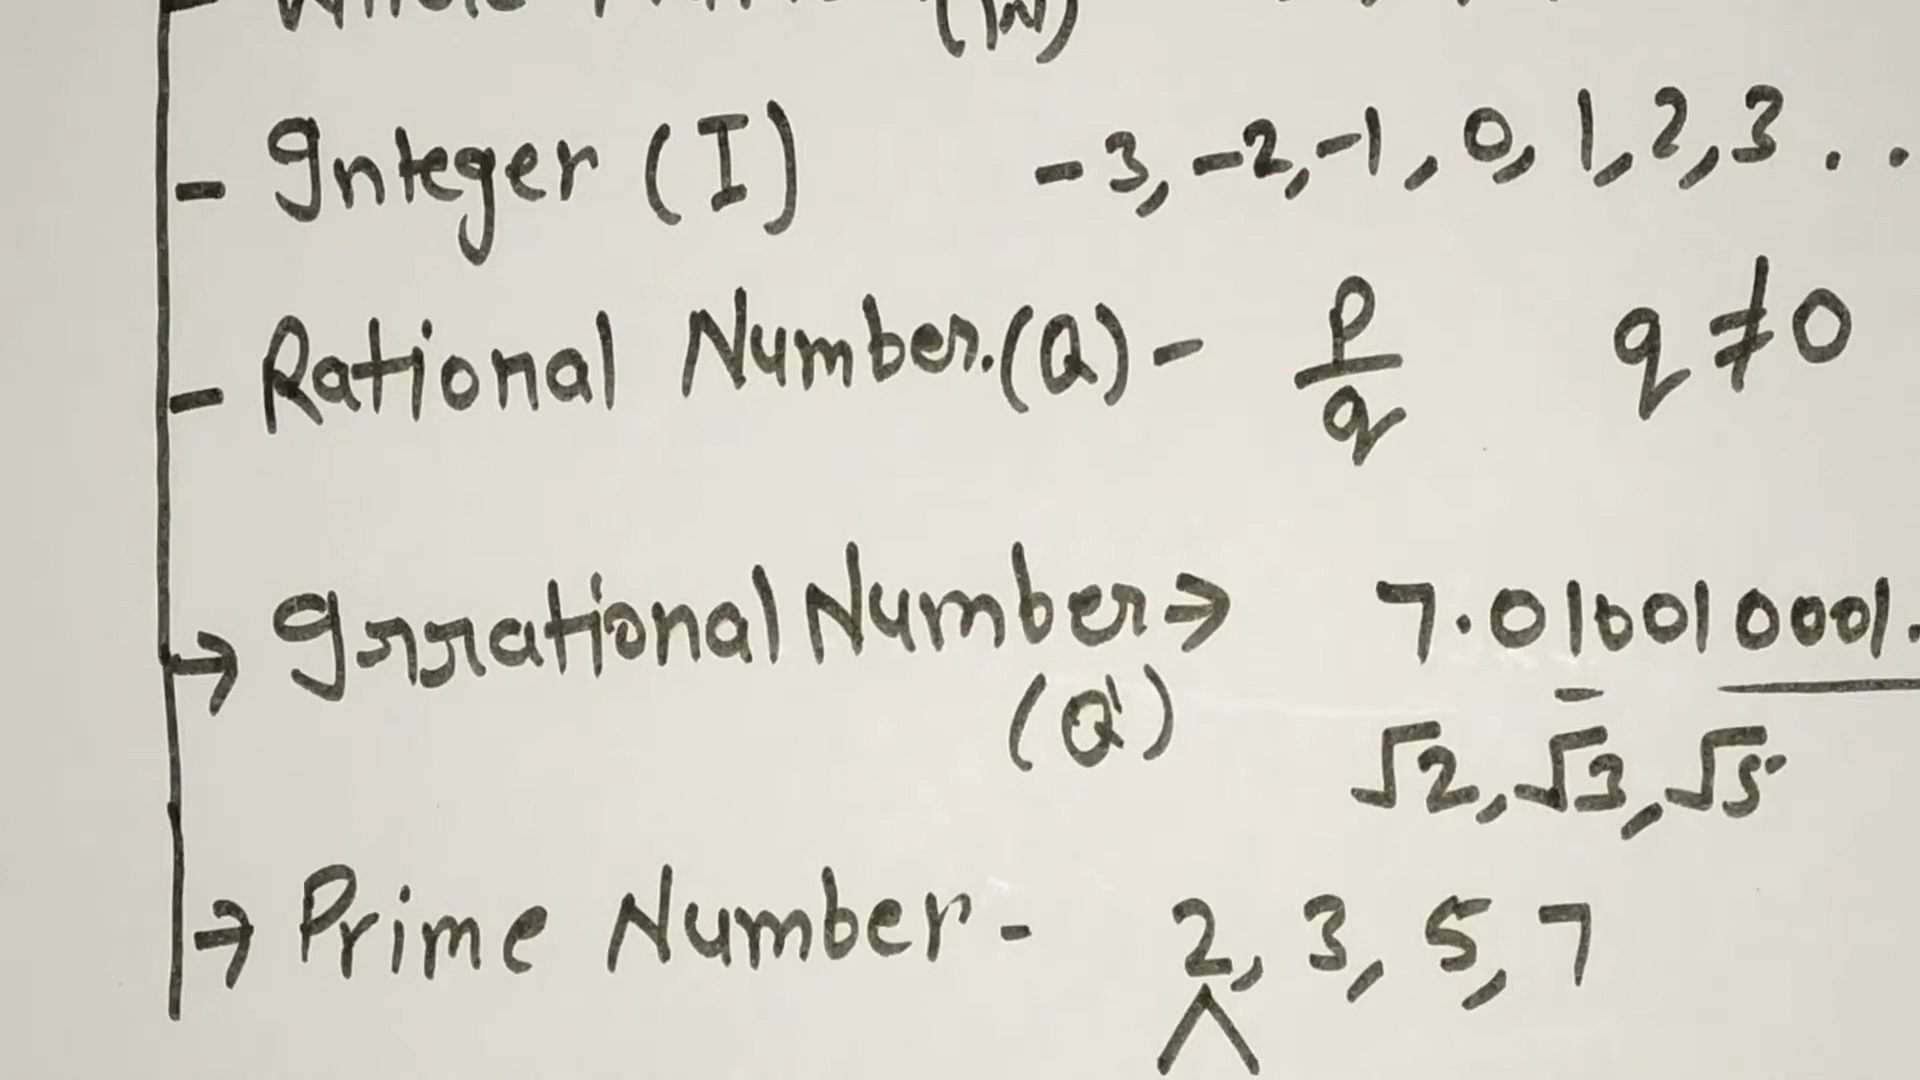 (W)
- Integer (I) -3, -2, -1, 0, 1, 2, 3 . .
- Rational Number. (Q) - p/q q ≠ 0
→ Irrational Number → 7.010010001.
(Q') √2, √3, √5
→ Prime Number - 2, 3, 5, 7